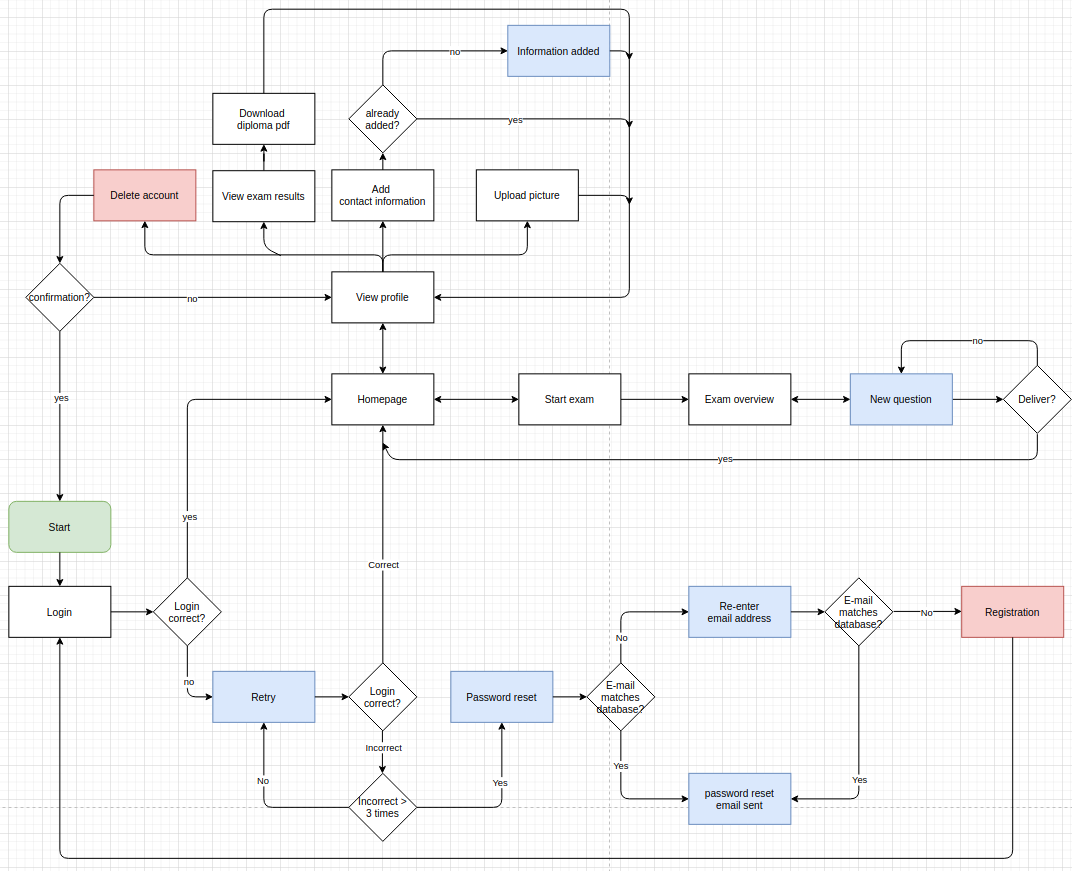 no
Information added
Download
diploma pdf
already
added?
yes
Delete account
View exam results
Add
contact information
Upload picture
confirmation?
no
View profile
no
yes
Homepage
Start exam
Exam overview
New question
Deliver?
yes
yes
Start
Correct
Login
Login
correct?
Re-enter
email address
E-mail
matches
database?
No
Registration
No
no
Retry
Login
correct?
Password reset
E-mail
matches
database?
Incorrect
No
Yes
Yes
Yes
Incorrect >
3 times
password reset
email sent